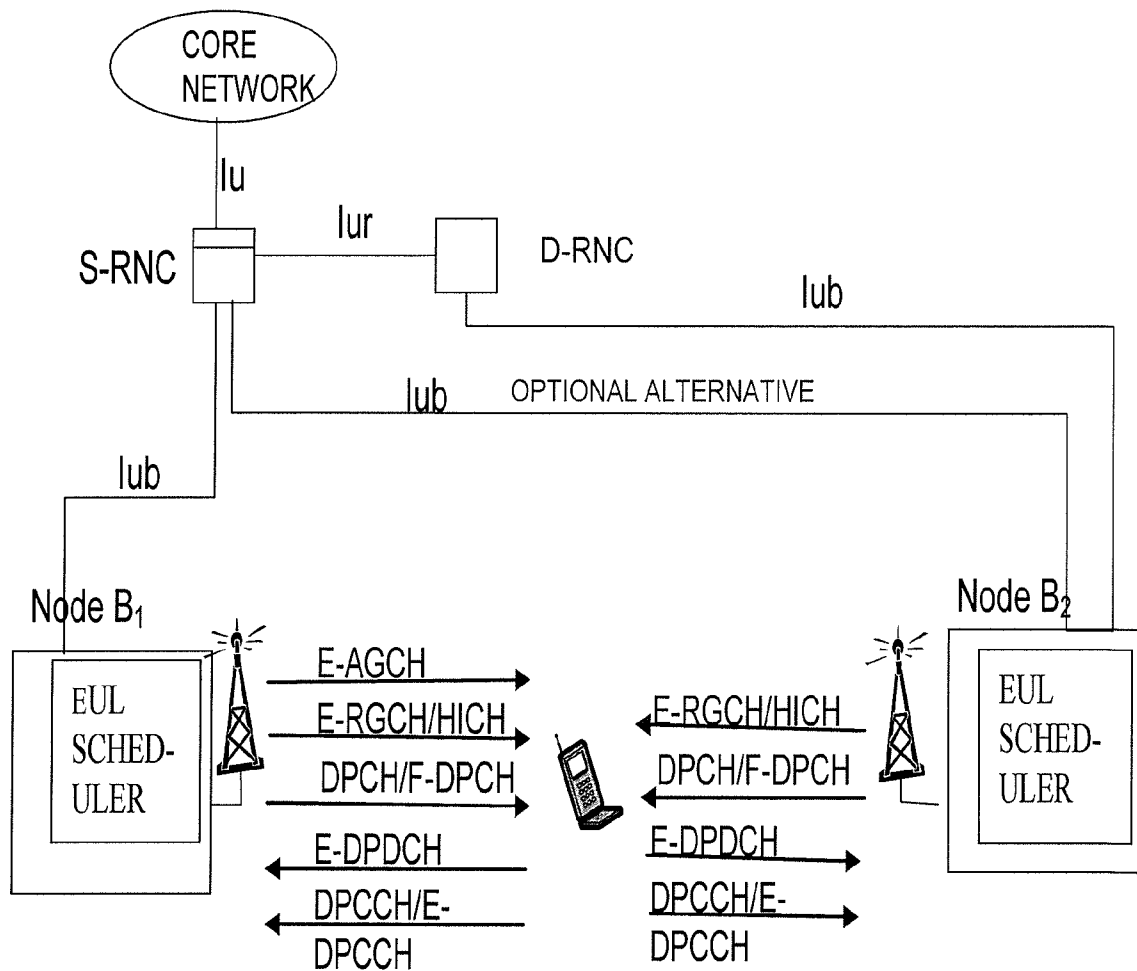 CORE
NETWORK
Iu
Iur
S-RNC
D-RNC
Iub
OPTIONAL ALTERNATIVE
Iub
Iub
Node B₁
Node B₂
EUL
SCHED-
ULER
E-AGCH
E-RGCH/HICH
DPCH/F-DPCH
E-DPDCH
DPCCH/E-
DPCCH
E-RGCH/HICH
DPCH/F-DPCH
E-DPDCH
DPCCH/E-
DPCCH
EUL
SCHED-
ULER